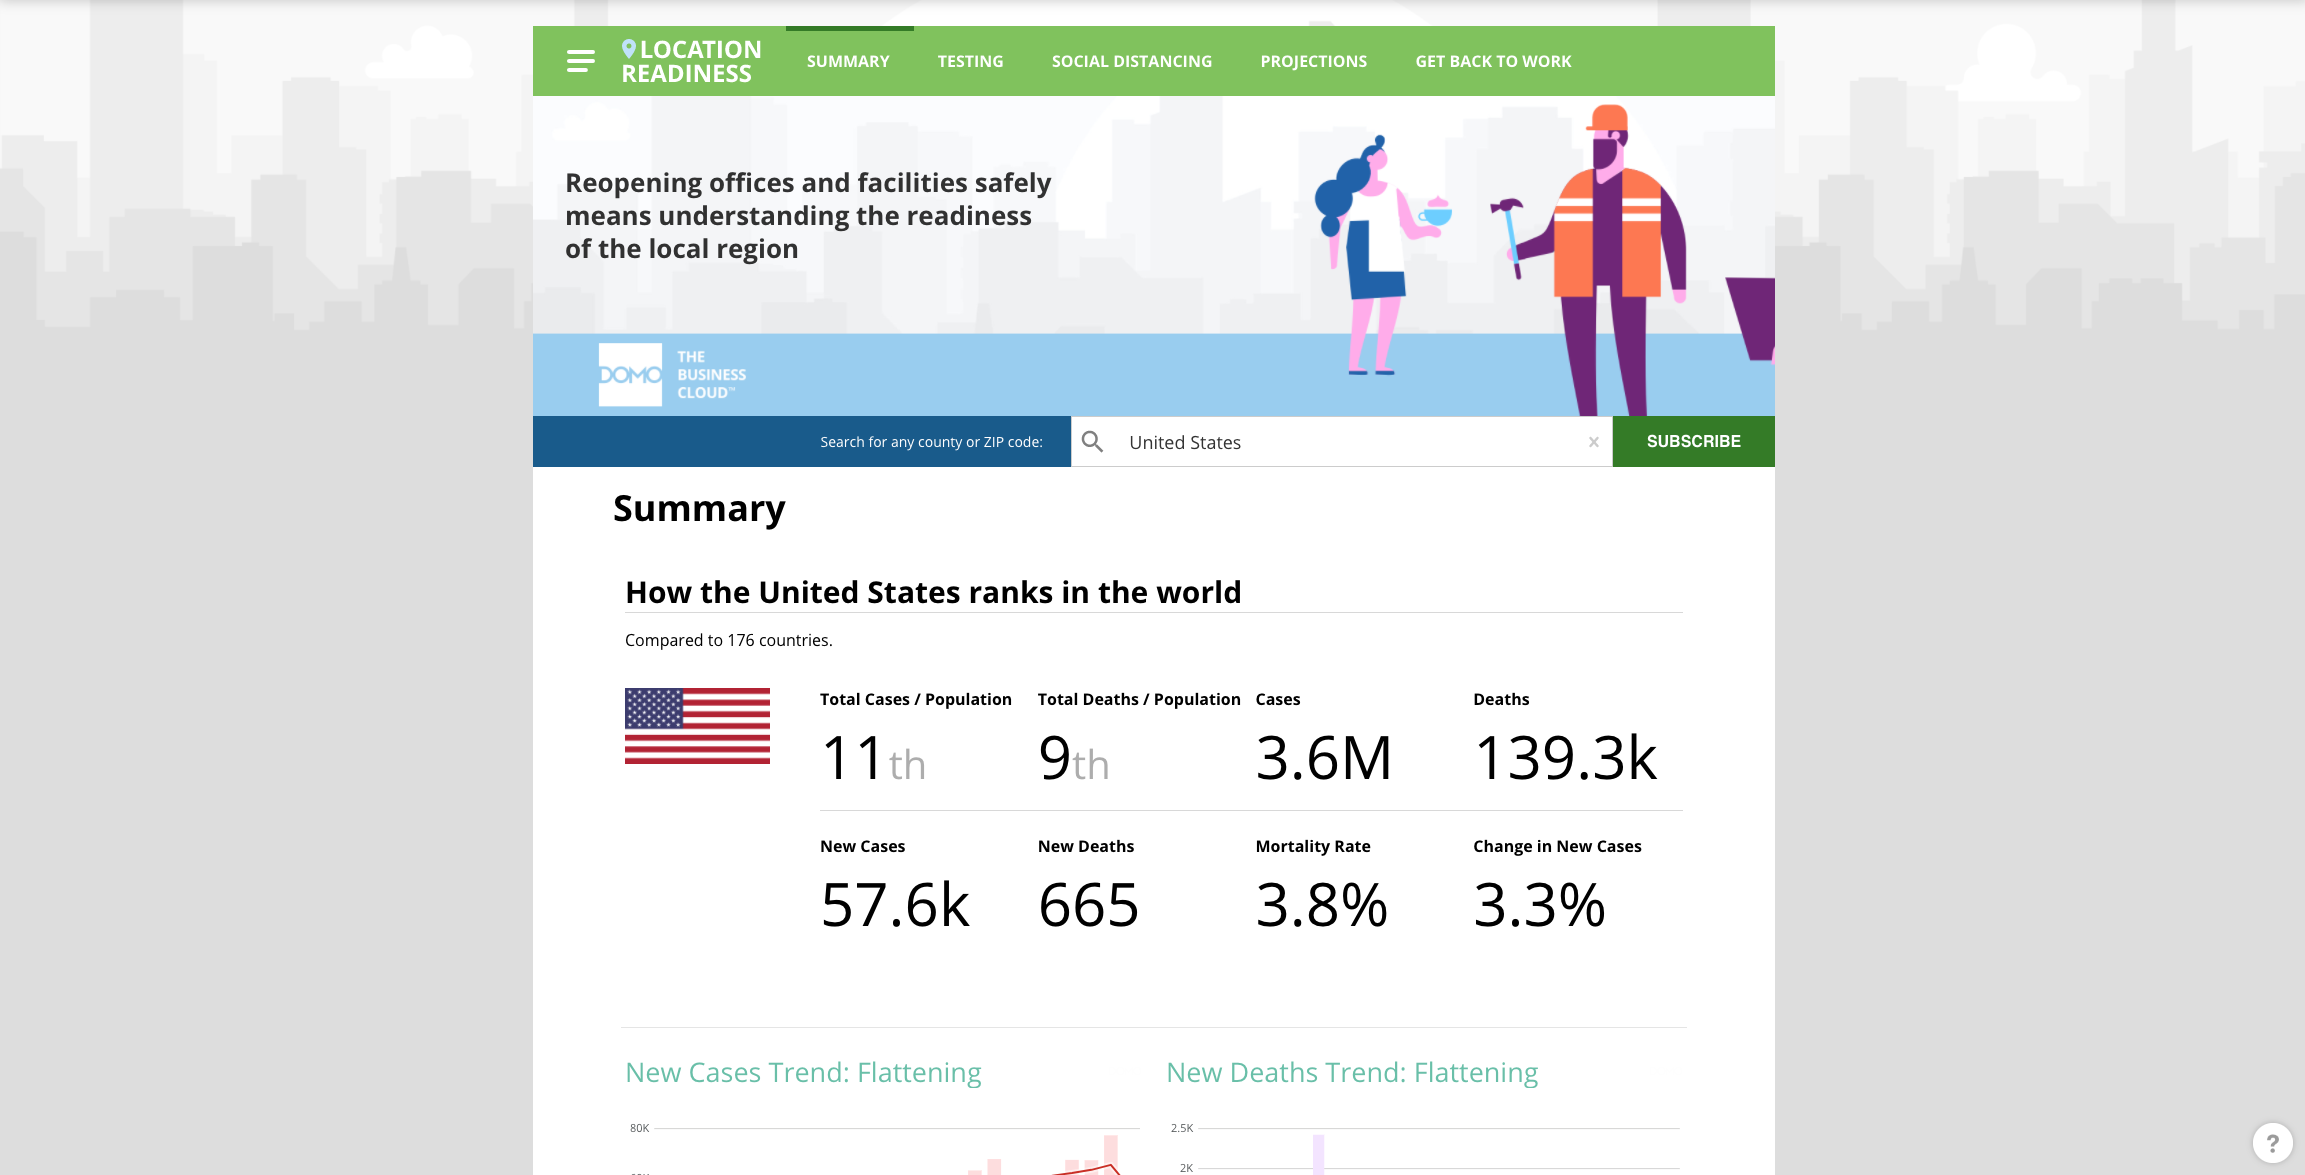 LOCATION
READINESS
SUMMARY
TESTING
SOCIAL DISTANCING
PROJECTIONS
GET BACK TO WORK
Reopening offices and facilities safely
means understanding the readiness
of the local region
DOMO
THE
BUSINESS
CLOUD™
Search for any county or ZIP code:
United States
×
SUBSCRIBE
Summary
How the United States ranks in the world
Compared to 176 countries.
Total Cases / Population
Total Deaths / Population
Cases
Deaths
11th
9th
3.6M
139.3k
New Cases
New Deaths
Mortality Rate
Change in New Cases
57.6k
665
3.8%
3.3%
New Cases Trend: Flattening
New Deaths Trend: Flattening
80K
2.5K
2K
?